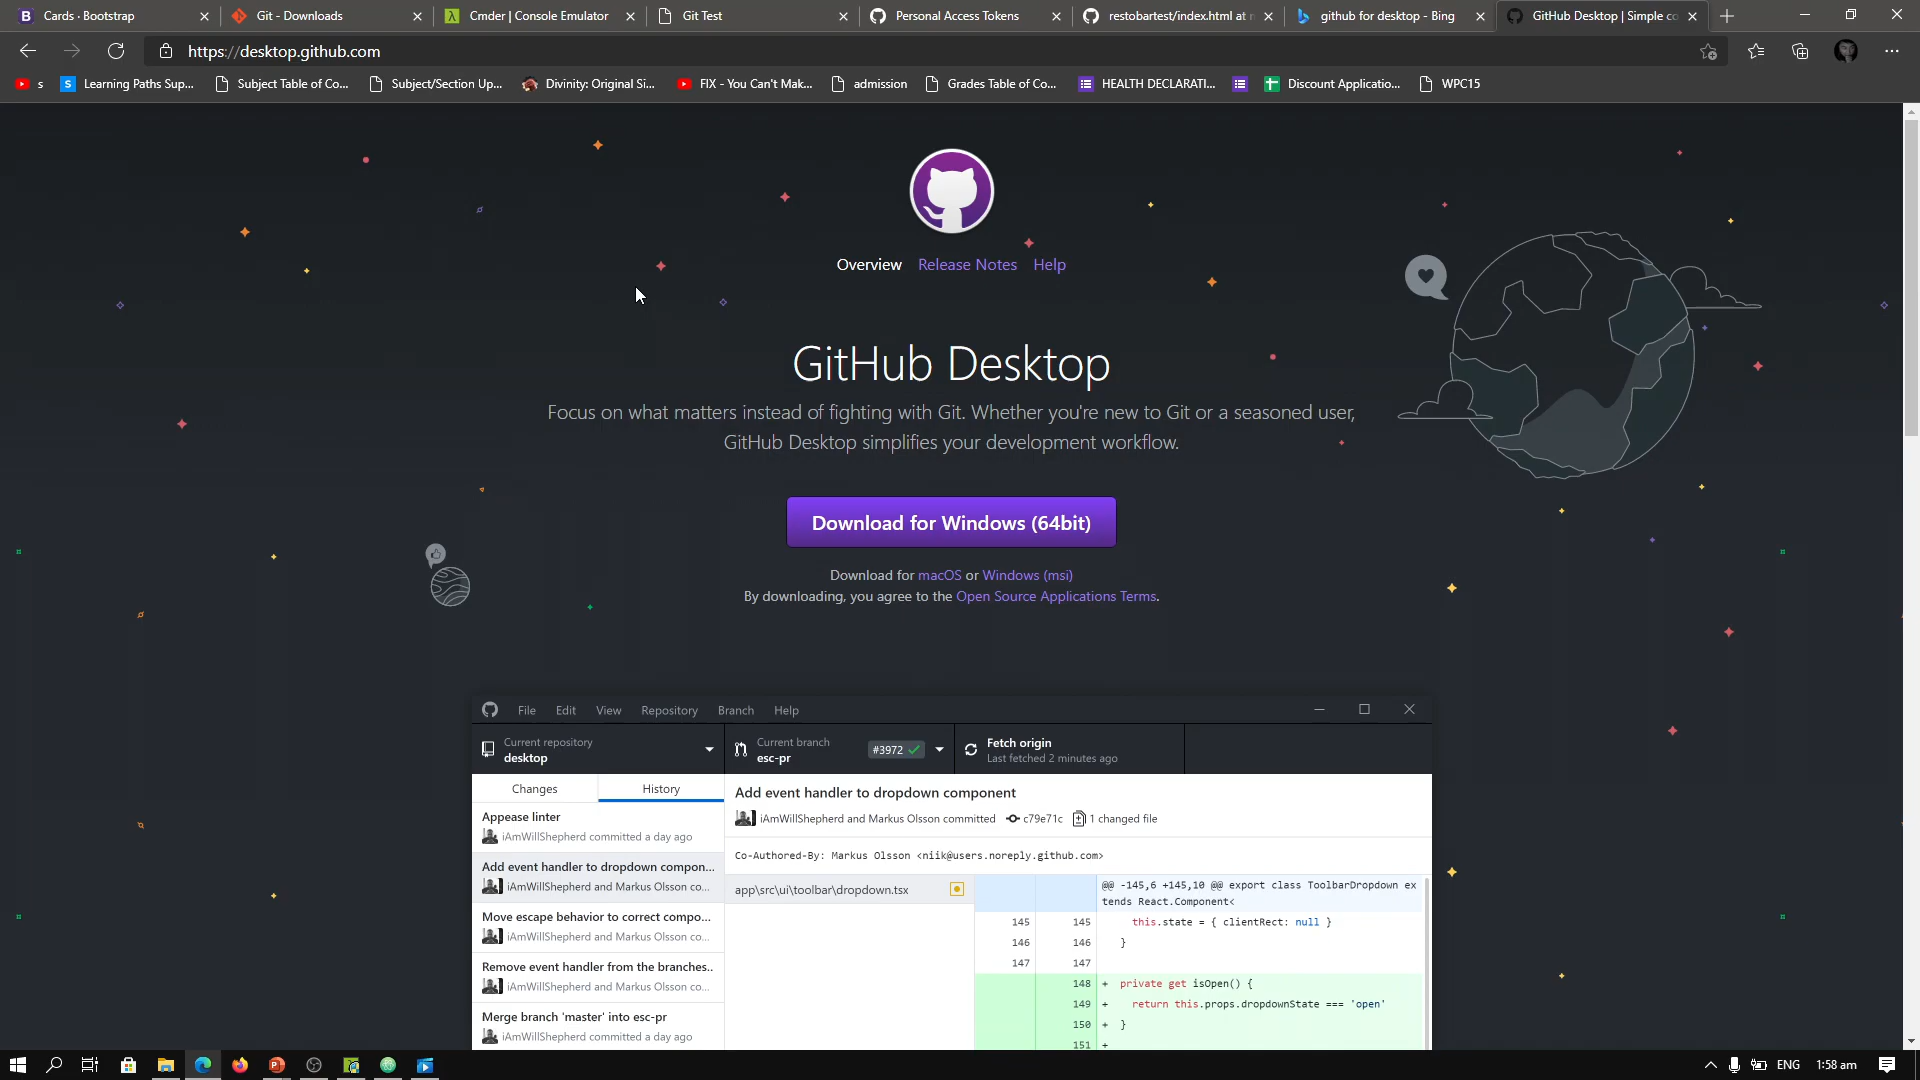 Cards · Bootstrap
Git - Downloads
Cmder | Console Emulator
Git Test
Personal Access Tokens
restobartest/index.html at
github for desktop - Bing
GitHub Desktop | Simple co
https://desktop.github.com
s
Learning Paths Sup...
Subject Table of Co...
Subject/Section Up...
Divinity: Original Si...
FIX - You Can't Mak...
admission
Grades Table of Co...
HEALTH DECLARATI...
Discount Applicatio...
WPC15
Overview Release Notes Help
GitHub Desktop
Focus on what matters instead of fighting with Git. Whether you're new to Git or a seasoned user,
GitHub Desktop simplifies your development workflow.
Download for Windows (64bit)
Download for macOS or Windows (msi)
By downloading, you agree to the Open Source Applications Terms.
File Edit View Repository Branch Help
Current repository
desktop
Current branch
esc-pr
#3972
Fetch origin
Last fetched 2 minutes ago
Changes
History
Appease linter
iAmWillShepherd committed a day ago
Add event handler to dropdown compon...
iAmWillShepherd and Markus Olsson co...
Move escape behavior to correct compo...
iAmWillShepherd and Markus Olsson co...
Remove event handler from the branches..
iAmWillShepherd and Markus Olsson co...
Merge branch 'master' into esc-pr
iAmWillShepherd committed a day ago
Add event handler to dropdown component
iAmWillShepherd and Markus Olsson committed
c79e71c
1 changed file
Co-Authored-By: Markus Olsson <niik@users.noreply.github.com>
app\src\ui\toolbar\dropdown.tsx
@@ -145,6 +145,10 @@ export class ToolbarDropdown ex
tends React.Component<
145 145 this.state = { clientRect: null }
146 146 }
147 147
148 + private get isOpen() {
149 + return this.props.dropdownState === 'open'
150 + }
151 +
ENG
1:58 am